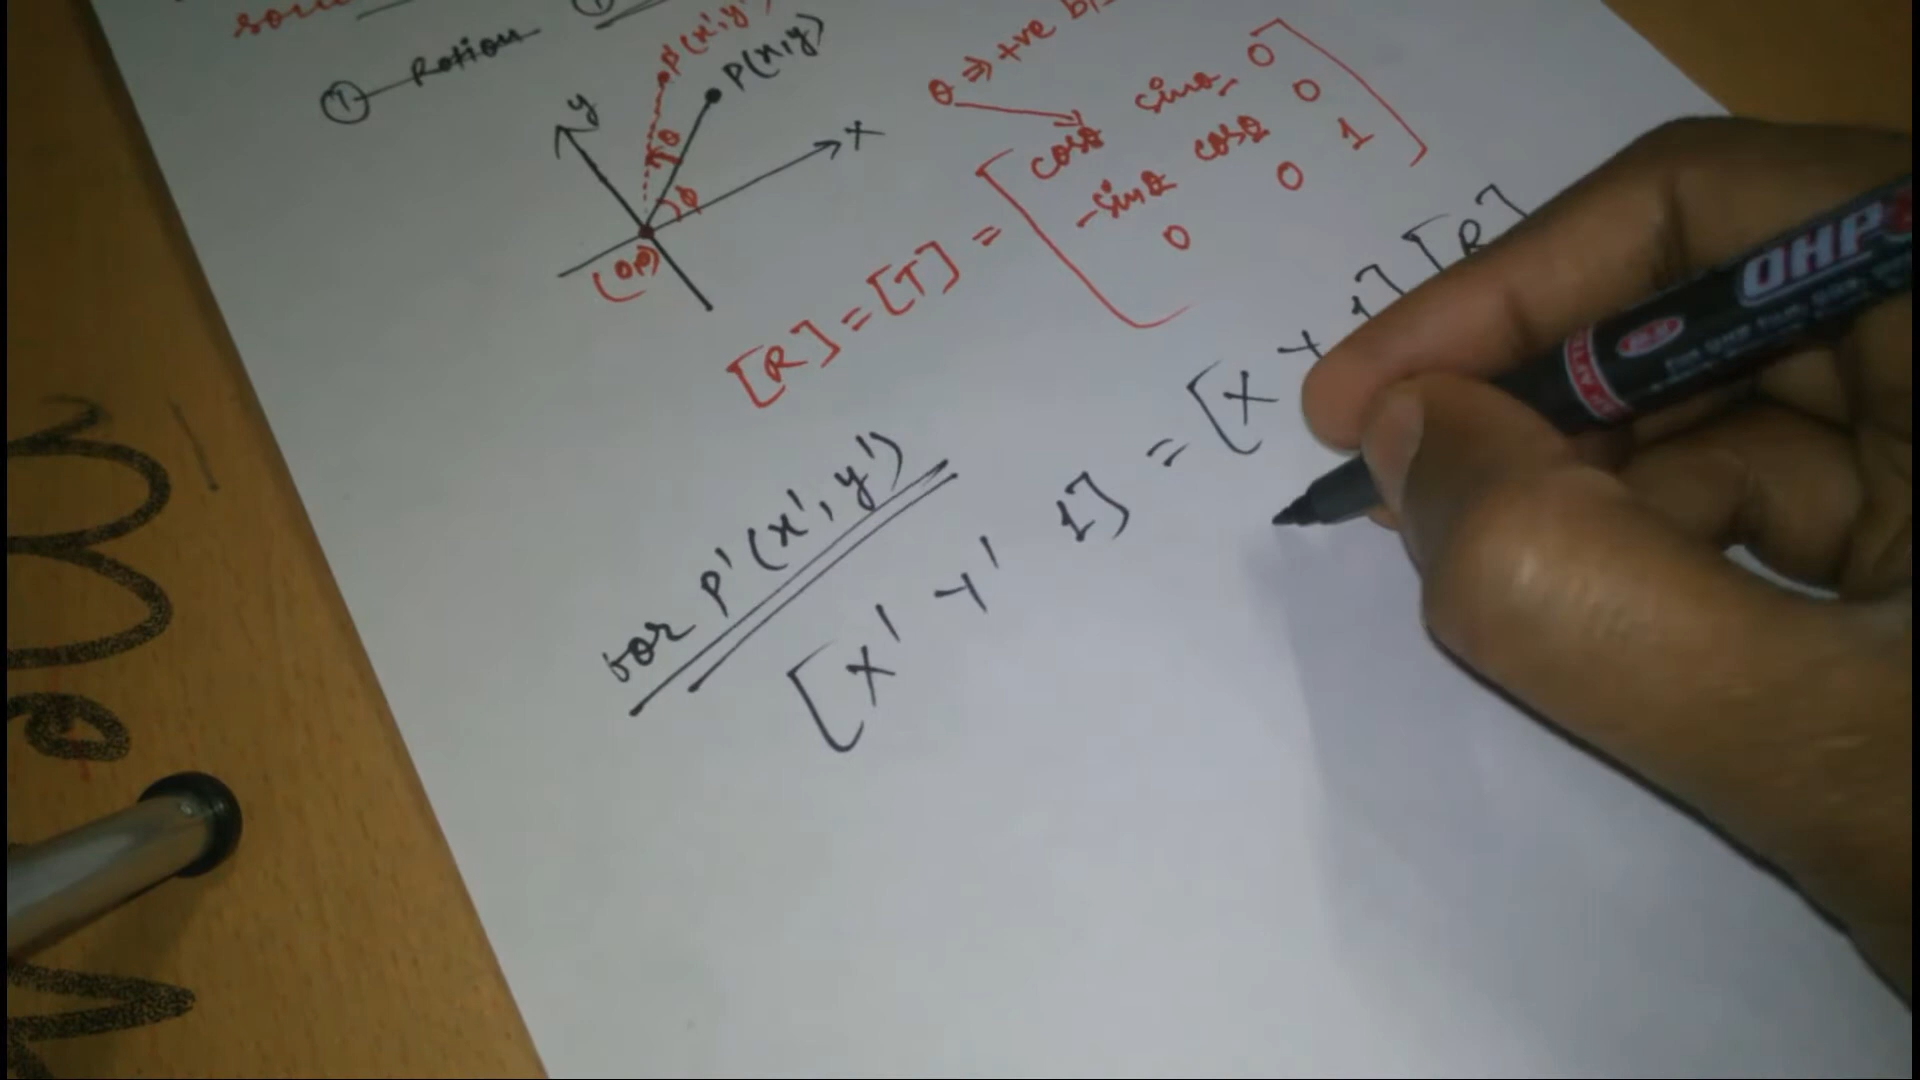 ① Rotion
P'(x',y')
P(x,y)
y
X
θ
φ
(0,0)
θ ⇒ +ve
[R] = [T] = [cosθ sinθ 0
-sinθ cosθ 0
0 0 1]
for P'(x', y')
[X' Y' 1] = [X Y 1] [R]
OHP